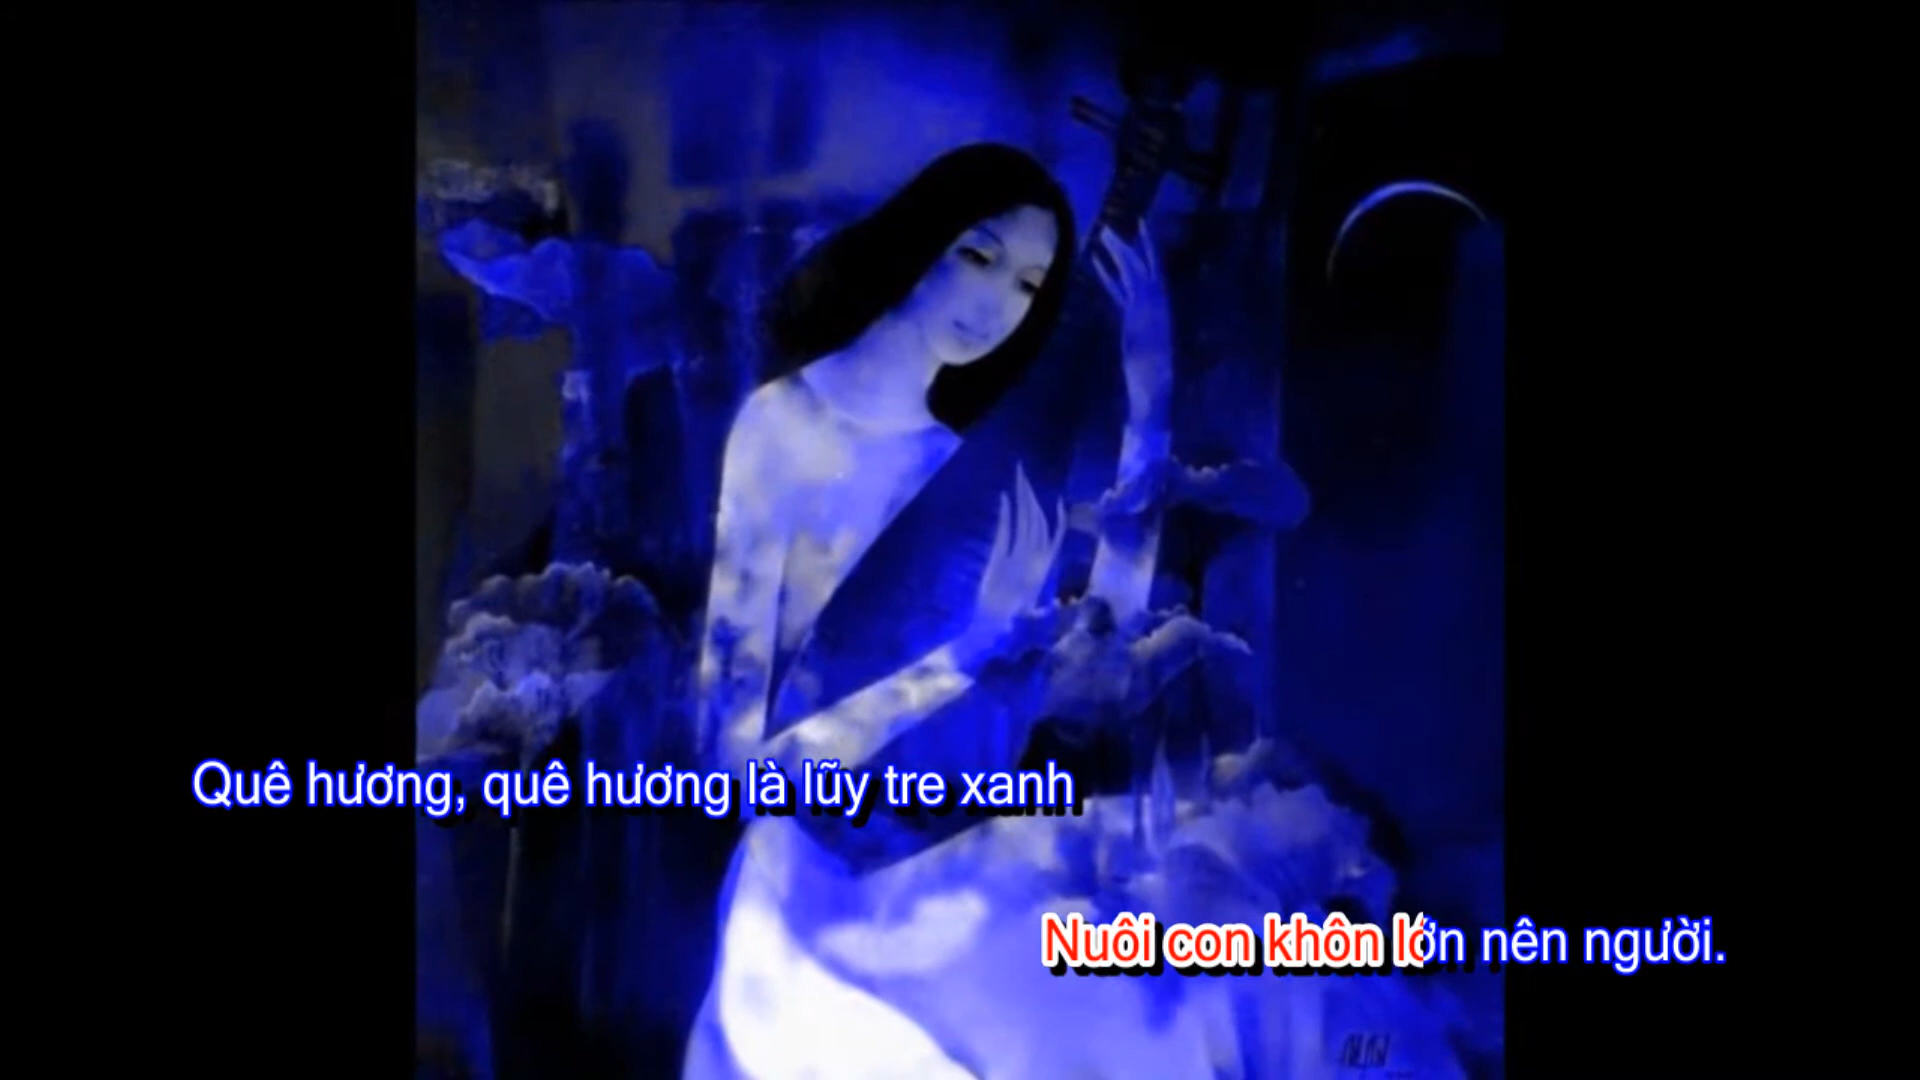 Quê hương, quê hương là lũy tre xanh
Nuôi con khôn lớn nên người.